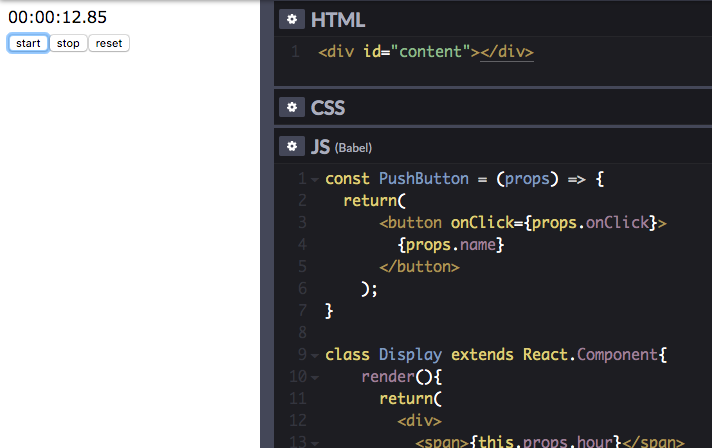 00:00:12.85
start stop reset
HTML
1 <div id="content"></div>
CSS
JS (Babel)
1 const PushButton = (props) => {
2 return(
3 <button onClick={props.onClick}>
4 {props.name}
5 </button>
6 );
7 }
8
9 class Display extends React.Component{
10 render(){
11 return(
12 <div>
13 <span>{this.props.hour}</span>